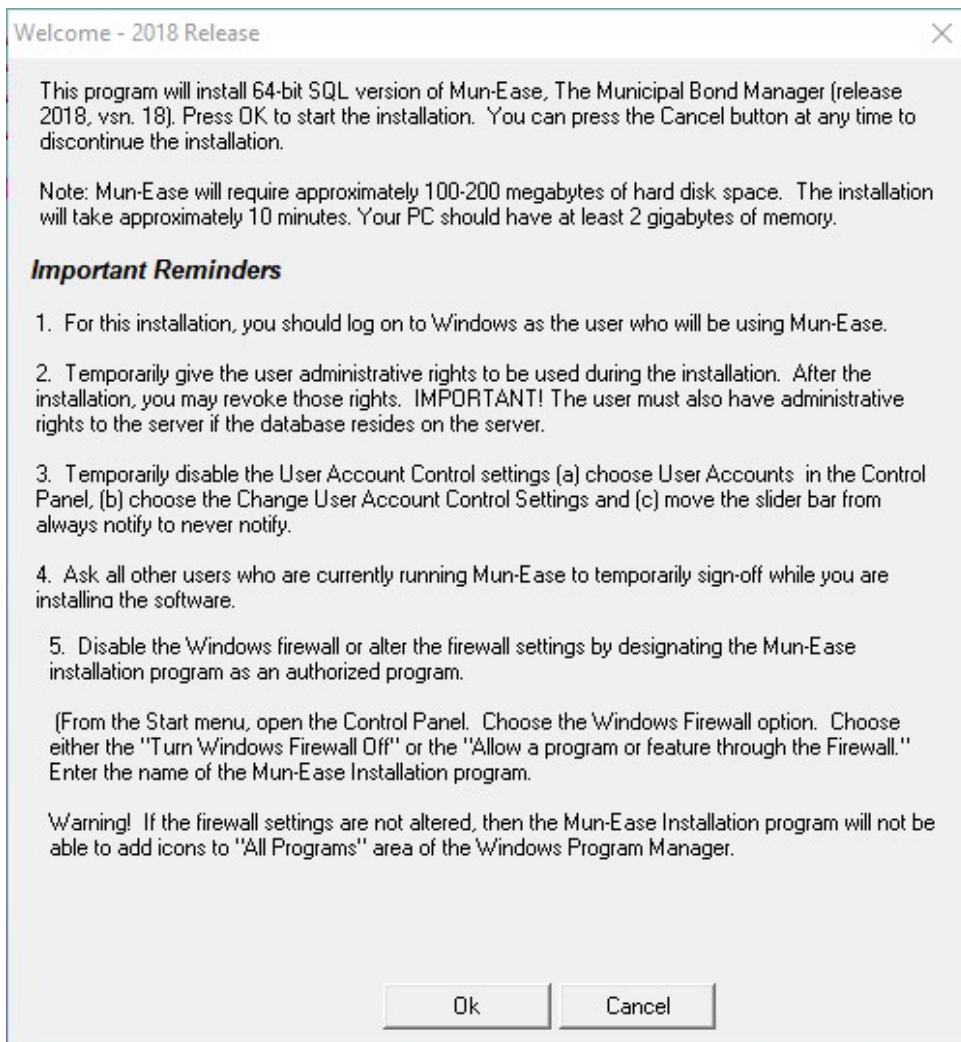 Welcome - 2018 Release
This program will install 64-bit SQL version of Mun-Ease, The Municipal Bond Manager (release
2018, vsn. 18). Press OK to start the installation.  You can press the Cancel button at any time to
discontinue the installation.
Note: Mun-Ease will require approximately 100-200 megabytes of hard disk space.  The installation
will take approximately 10 minutes. Your PC should have at least 2 gigabytes of memory.
Important Reminders
1.  For this installation, you should log on to Windows as the user who will be using Mun-Ease.
2.  Temporarily give the user administrative rights to be used during the installation.  After the
installation, you may revoke those rights.  IMPORTANT! The user must also have administrative
rights to the server if the database resides on the server.
3.  Temporarily disable the User Account Control settings (a) choose User Accounts  in the Control
Panel, (b) choose the Change User Account Control Settings and (c) move the slider bar from
always notify to never notify.
4.  Ask all other users who are currently running Mun-Ease to temporarily sign-off while you are
installing the software.
5.  Disable the Windows firewall or alter the firewall settings by designating the Mun-Ease
installation program as an authorized program.
(From the Start menu, open the Control Panel.  Choose the Windows Firewall option.  Choose
either the "Turn Windows Firewall Off" or the "Allow a program or feature through the Firewall."
Enter the name of the Mun-Ease Installation program.
Warning!  If the firewall settings are not altered, then the Mun-Ease Installation program will not be
able to add icons to "All Programs" area of the Windows Program Manager.
Ok
Cancel